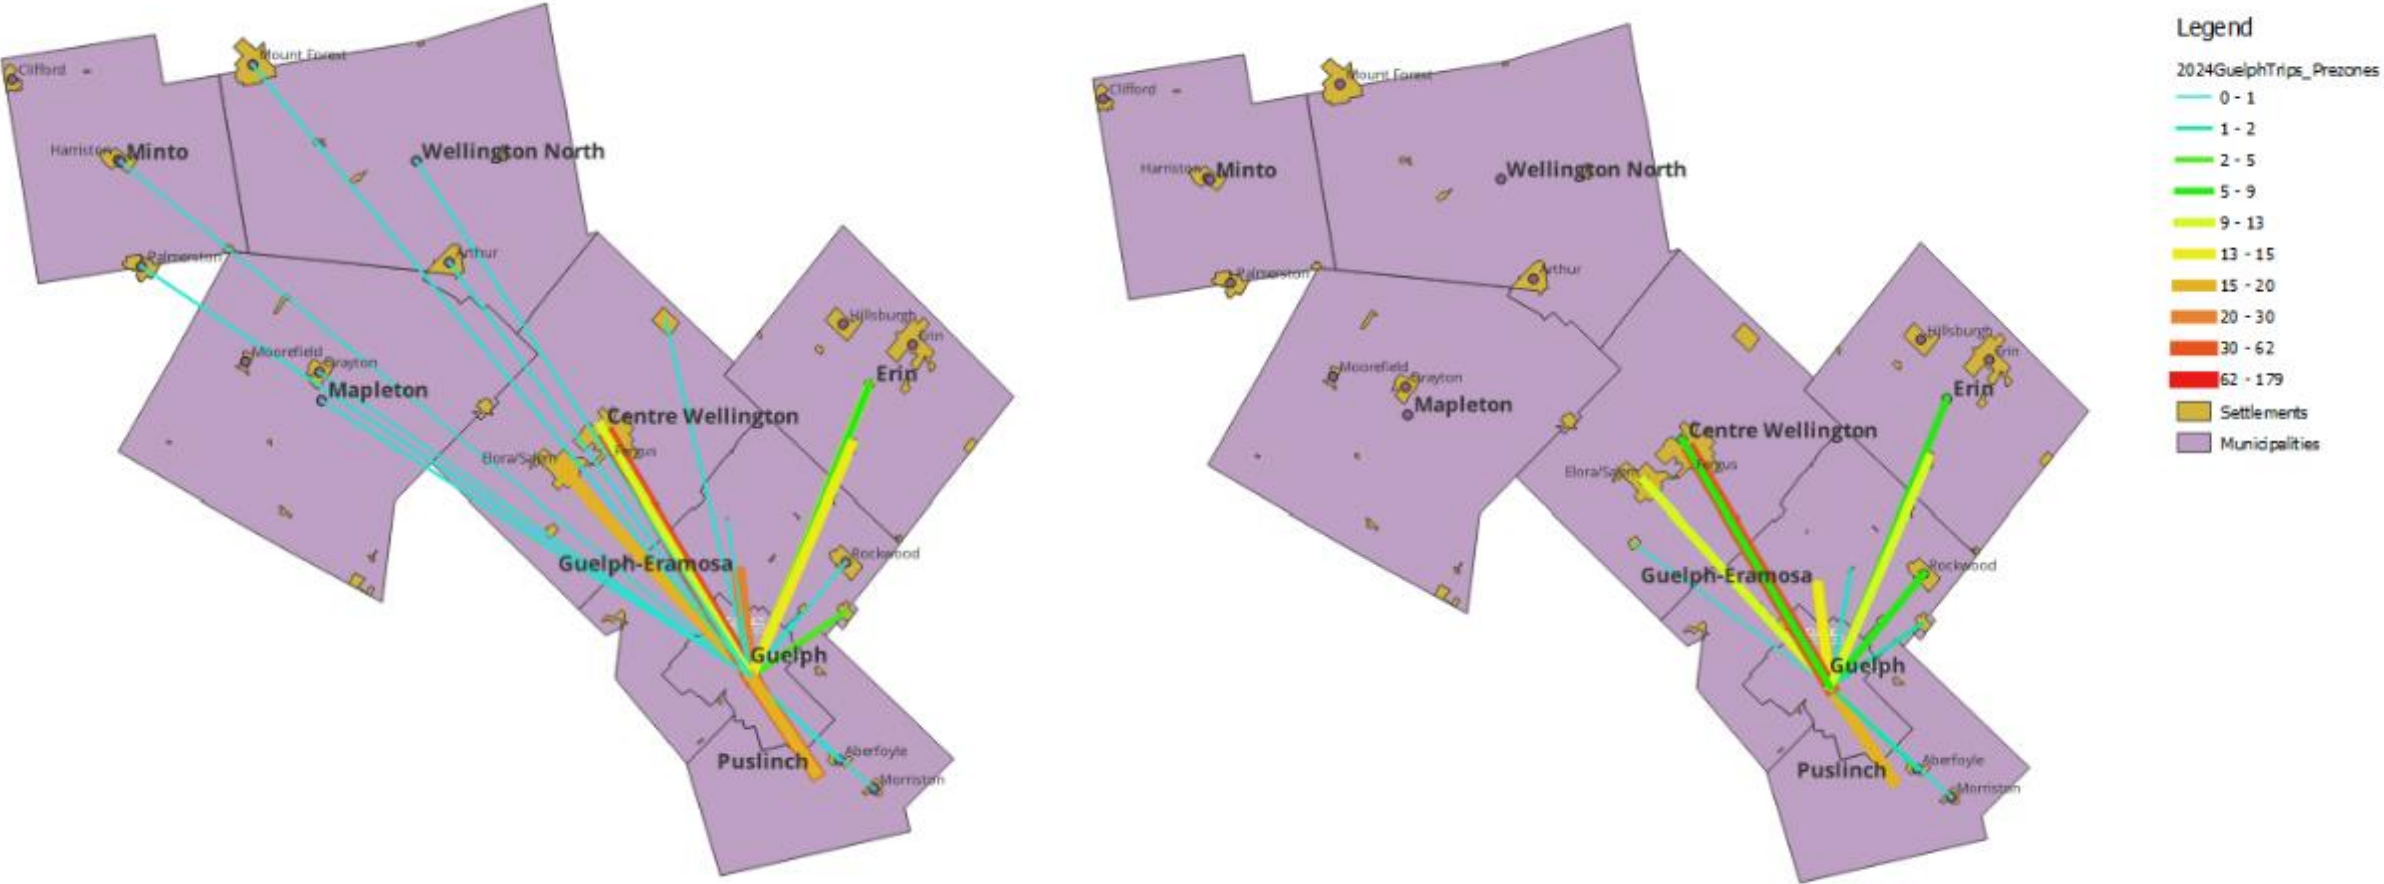 Mount Forest
Clifford
Harriston
Minto
Wellington North
Palmerston
Arthur
Moorefield
Drayton
Mapleton
Hillsburgh
Erin
Erin
Centre Wellington
Fergus
Elora/Salem
Guelph-Eramosa
Rockwood
Guelph
Puslinch
Aberfoyle
Morriston
Mount Forest
Clifford
Harriston
Minto
Wellington North
Palmerston
Arthur
Moorefield
Drayton
Mapleton
Hillsburgh
Erin
Erin
Centre Wellington
Fergus
Elora/Salem
Guelph-Eramosa
Rockwood
Guelph
Puslinch
Aberfoyle
Morriston
Legend
2024GuelphTrips_Prezones
0 - 1
1 - 2
2 - 5
5 - 9
9 - 13
13 - 15
15 - 20
20 - 30
30 - 62
62 - 179
Settlements
Municipalities